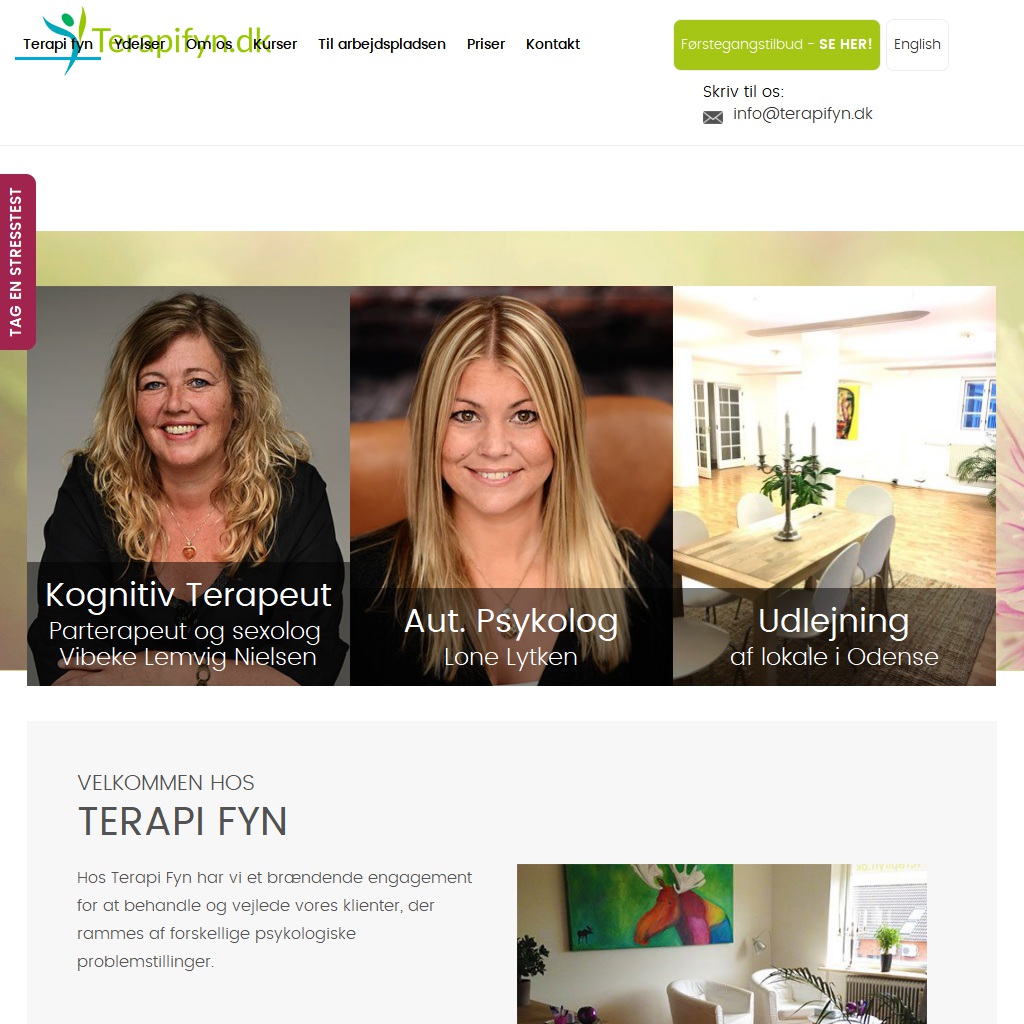 Terapifyn.dk
Terapi fyn Ydelser Om os Kurser Til arbejdspladsen Priser Kontakt
Førstegangstilbud - SE HER!
English
Skriv til os:
info@terapifyn.dk
TAG EN STRESSTEST
Kognitiv Terapeut
Parterapeut og sexolog
Vibeke Lemvig Nielsen
Aut. Psykolog
Lone Lytken
Udlejning
af lokale i Odense
VELKOMMEN HOS
TERAPI FYN
Hos Terapi Fyn har vi et brændende engagement
for at behandle og vejlede vores klienter, der
rammes af forskellige psykologiske
problemstillinger.